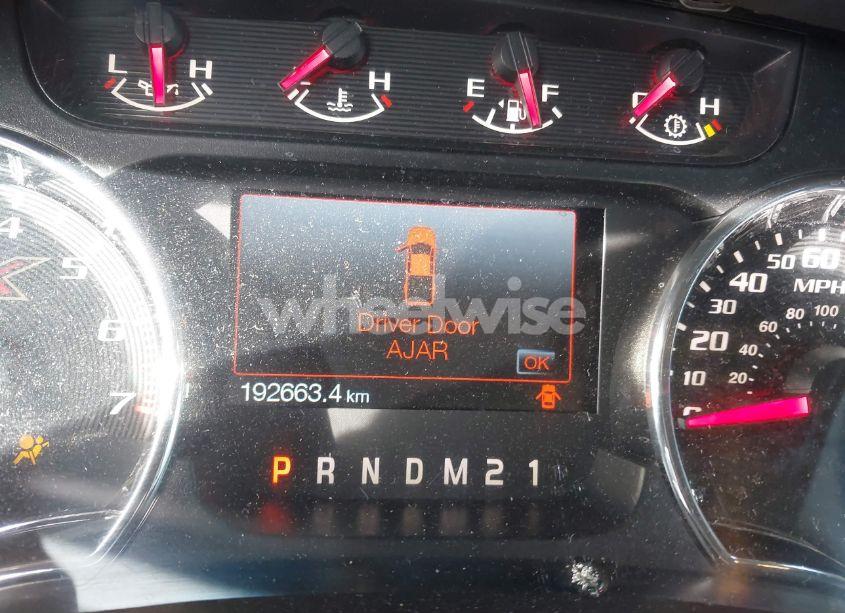 L H H E F C H
4 5 6 7
50 60
40 MPH
30
20
10
0
100
80
60
40
20
wheelwise
Driver Door
AJAR
OK
192663.4 km
P R N D M 2 1